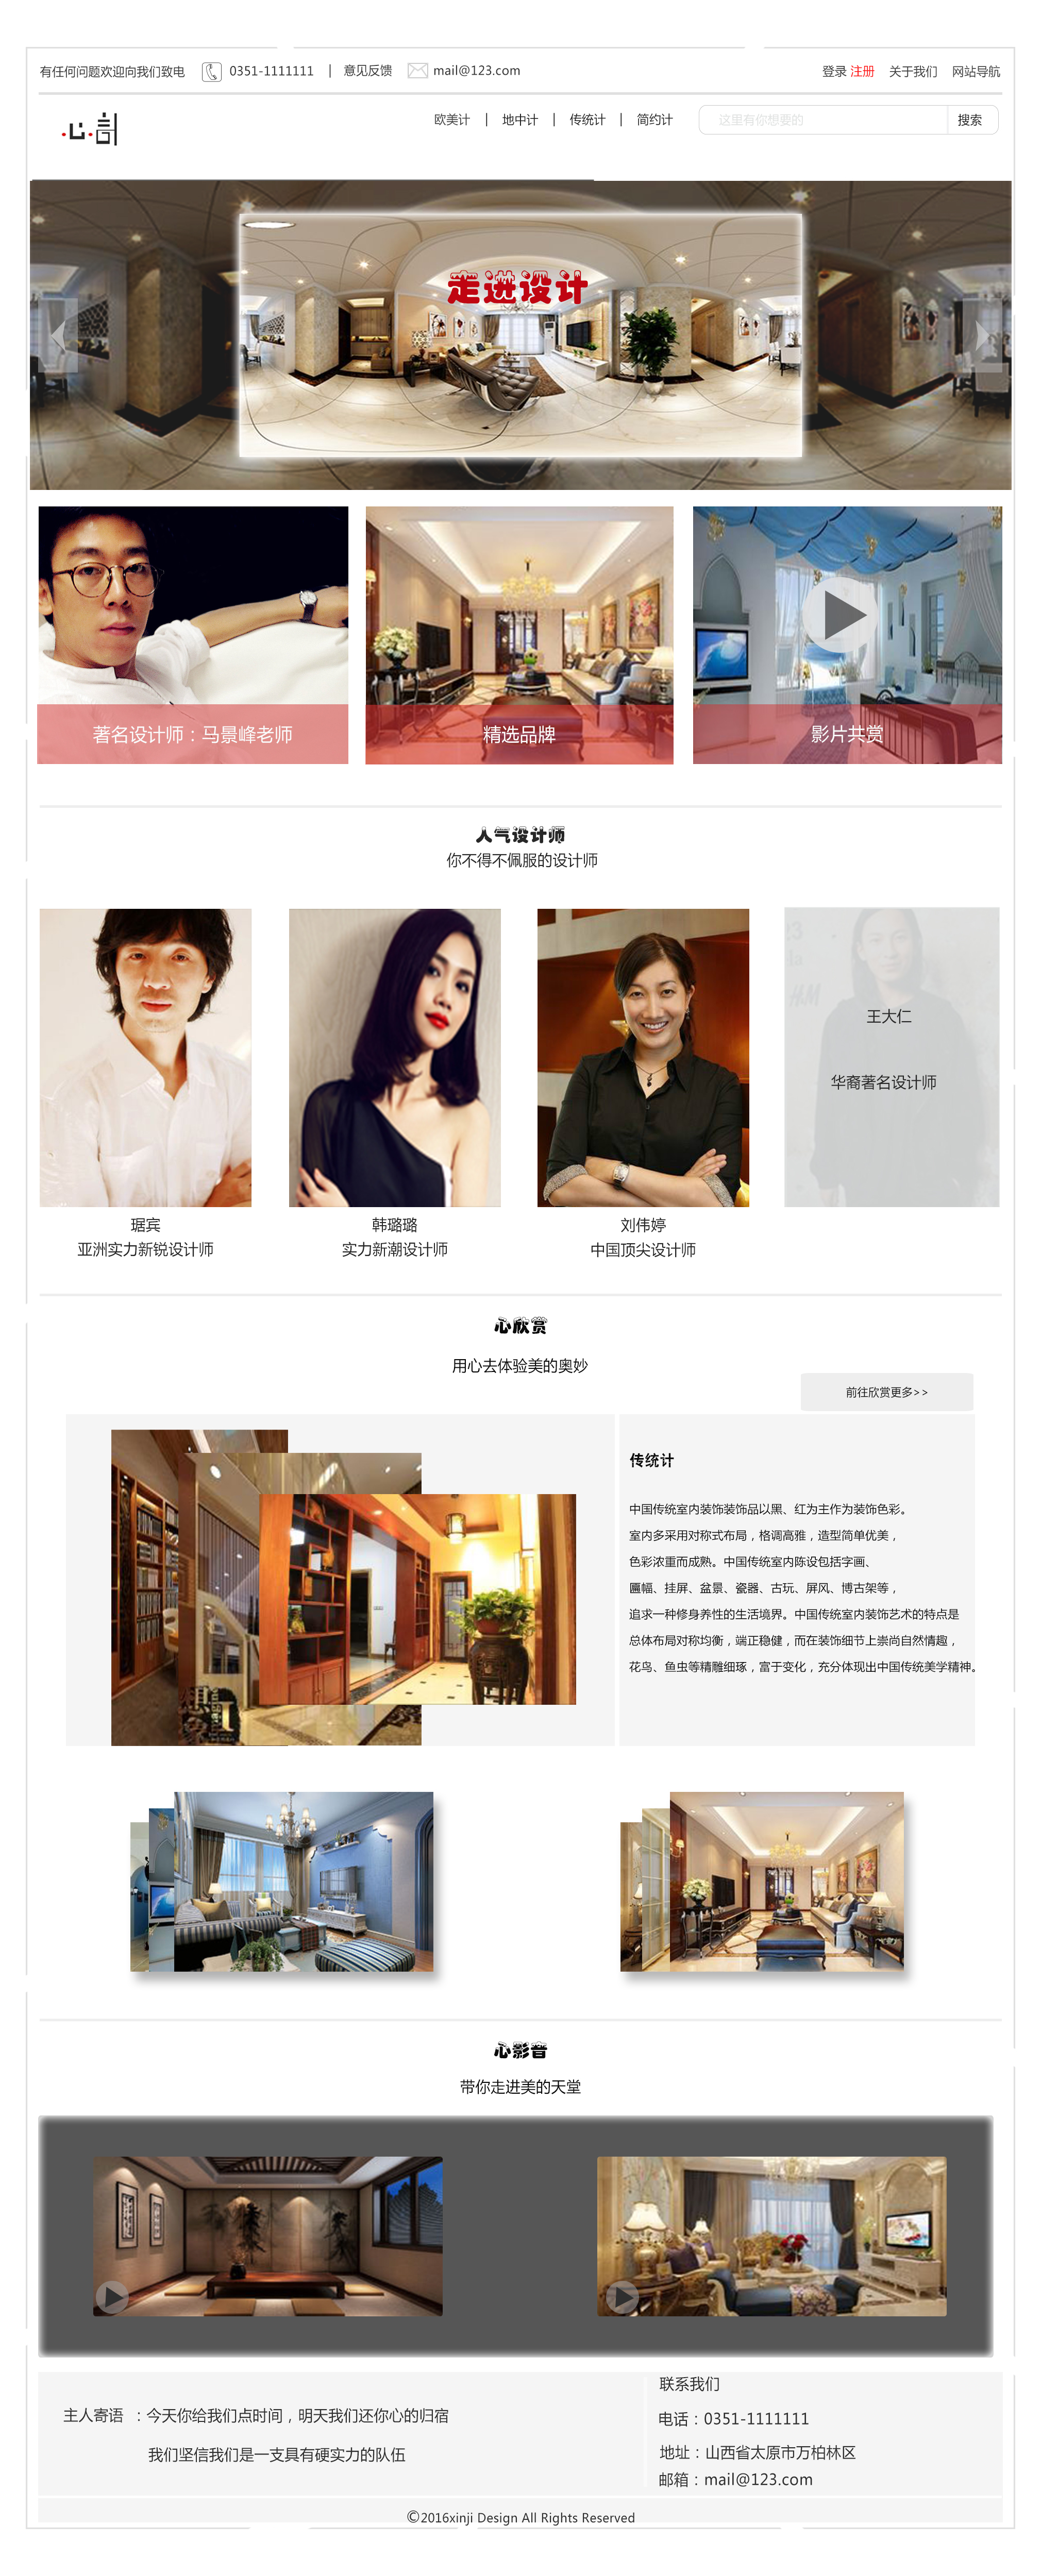 有任何问题欢迎向我们致电
0351-1111111 | 意见反馈
mail@123.com
登录 注册 关于我们 网站导航
心計
欧美计 | 地中计 | 传统计 | 简约计
这里有你想要的
搜索
走进设计
著名设计师：马景峰老师
精选品牌
影片共赏
人气设计师
你不得不佩服的设计师
王大仁
华裔著名设计师
琚宾
亚洲实力新锐设计师
韩璐璐
实力新潮设计师
刘伟婷
中国顶尖设计师
心欣赏
用心去体验美的奥妙
前往欣赏更多>>
传统计
中国传统室内装饰装饰品以黑、红为主作为装饰色彩。
室内多采用对称式布局，格调高雅，造型简单优美，
色彩浓重而成熟。中国传统室内陈设包括字画、
匾幅、挂屏、盆景、瓷器、古玩、屏风、博古架等，
追求一种修身养性的生活境界。中国传统室内装饰艺术的特点是
总体布局对称均衡，端正稳健，而在装饰细节上崇尚自然情趣，
花鸟、鱼虫等精雕细琢，富于变化，充分体现出中国传统美学精神。
心影音
带你走进美的天堂
主人寄语 ：今天你给我们点时间，明天我们还你心的归宿
我们坚信我们是一支具有硬实力的队伍
联系我们
电话：0351-1111111
地址：山西省太原市万柏林区
邮箱：mail@123.com
©2016xinji Design All Rights Reserved